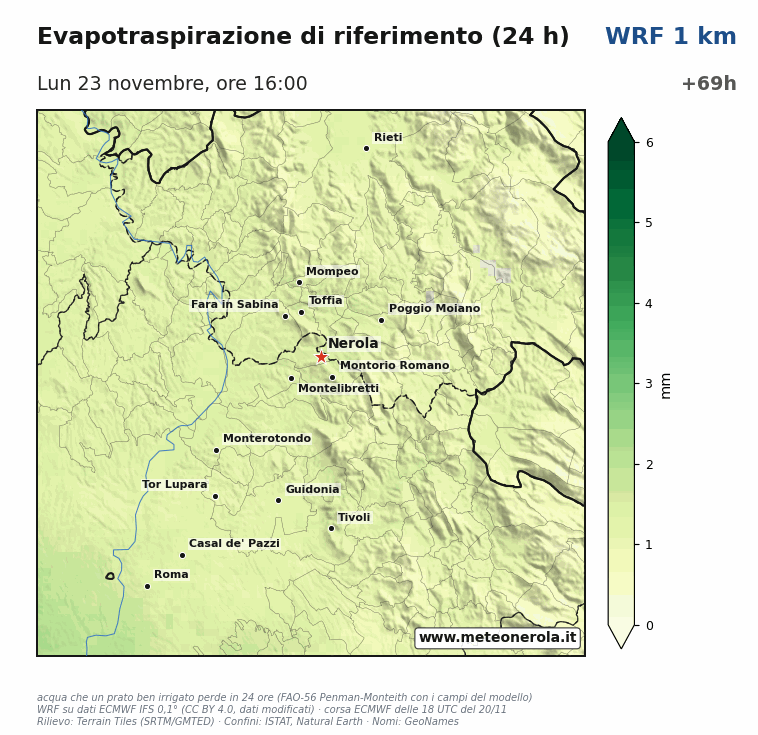 Evapotraspirazione di riferimento (24 h) WRF 1 km
Lun 23 novembre, ore 16:00 +69h
Rieti
Mompeo
Toffia
Fara in Sabina
Poggio Moiano
Nerola
Montorio Romano
Montelibretti
Monterotondo
Tor Lupara
Guidonia
Tivoli
Casal de' Pazzi
Roma
www.meteonerola.it
6
5
4
3
2
1
0
mm
acqua che un prato ben irrigato perde in 24 ore (FAO-56 Penman-Monteith con i campi del modello)
WRF su dati ECMWF IFS 0,1° (CC BY 4.0, dati modificati) · corsa ECMWF delle 18 UTC del 20/11
Rilievo: Terrain Tiles (SRTM/GMTED) · Confini: ISTAT, Natural Earth · Nomi: GeoNames